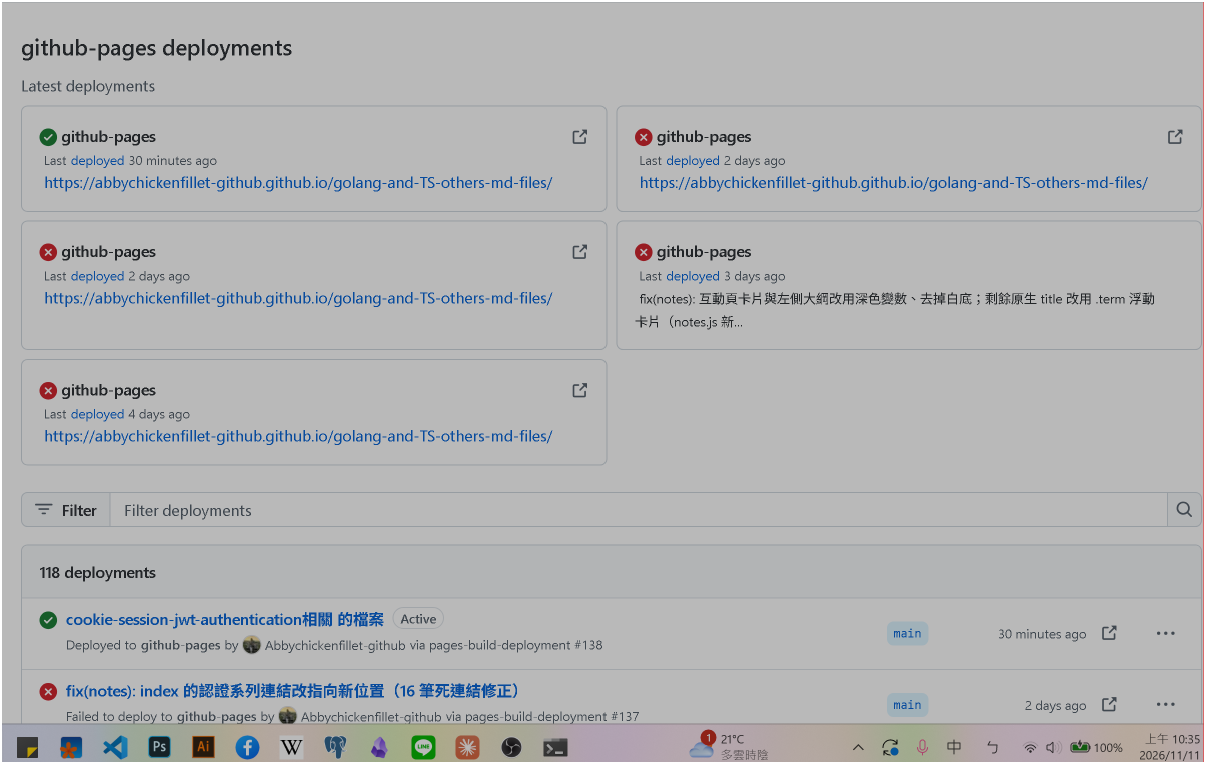 github-pages deployments
Latest deployments
github-pages
Last deployed 30 minutes ago
https://abbychickenfillet-github.github.io/golang-and-TS-others-md-files/
github-pages
Last deployed 2 days ago
https://abbychickenfillet-github.github.io/golang-and-TS-others-md-files/
github-pages
Last deployed 2 days ago
https://abbychickenfillet-github.github.io/golang-and-TS-others-md-files/
github-pages
Last deployed 3 days ago
fix(notes): 互動頁卡片與左側大綱改用深色變數、去掉白底；剩餘原生 title 改用 .term 浮動
卡片（notes.js 新...
github-pages
Last deployed 4 days ago
https://abbychickenfillet-github.github.io/golang-and-TS-others-md-files/
Filter
Filter deployments
118 deployments
cookie-session-jwt-authentication相關 的檔案 Active
Deployed to github-pages by Abbychickenfillet-github via pages-build-deployment #138
main
30 minutes ago
fix(notes): index 的認證系列連結改指向新位置（16 筆死連結修正）
Failed to deploy to github-pages by Abbychickenfillet-github via pages-build-deployment #137
main
2 days ago
Ps
Ai
W
LINE
1
21°C
多雲時陰
中
ㄣ
100%
上午 10:35
2026/11/11